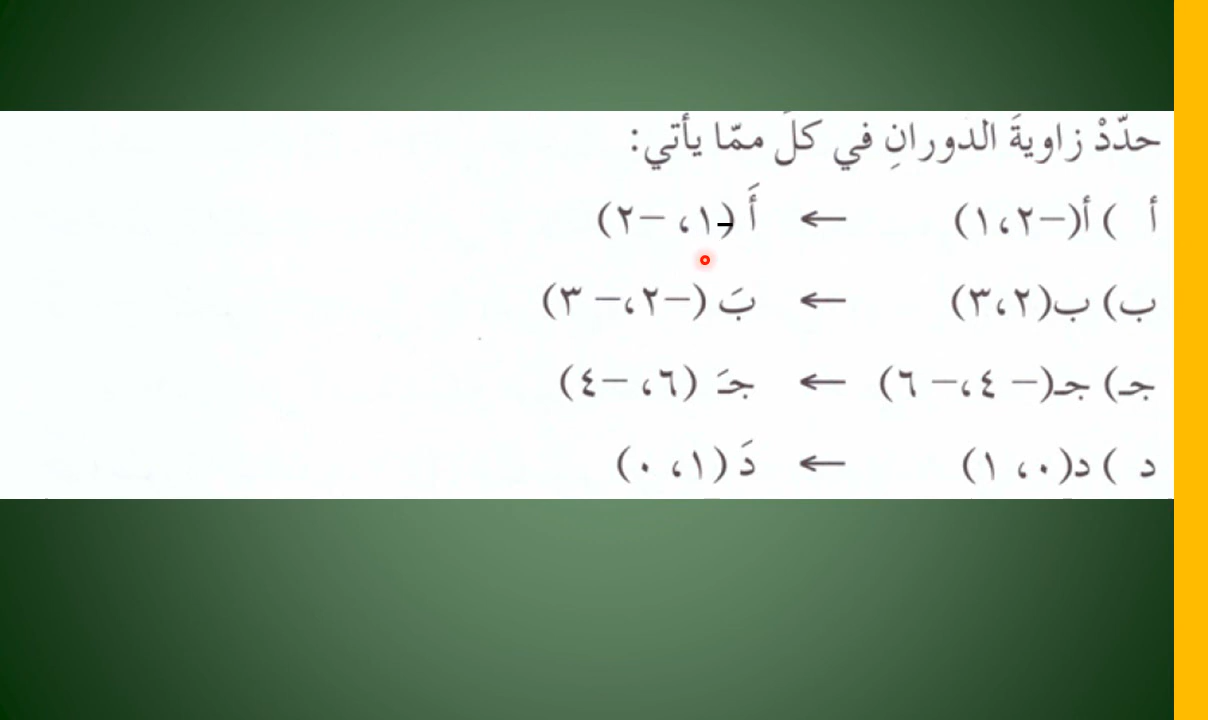 حدّدْ زاويةَ الدورانِ في كلَ ممّا يأتي:
أ ) أ(−٢، ١) ← أَ (−١، −٢)
ب) ب(٢، ٣) ← بَ (−٢، −٣)
جـ) جـ(−٤، −٦) ← جـَ (٦، −٤)
د ) د(٠، ١) ← دَ (١، ٠)